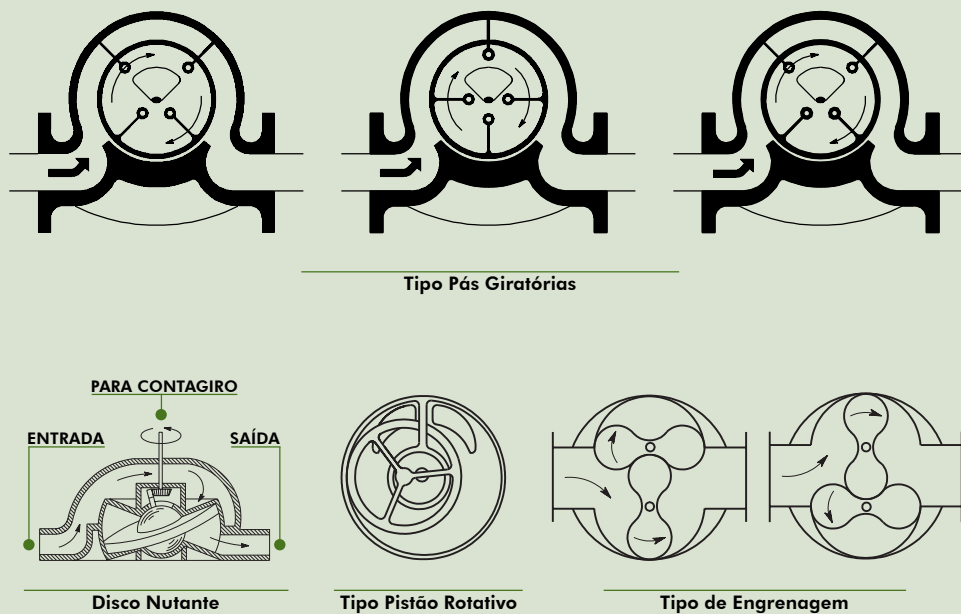 Tipo Pás Giratórias
PARA CONTAGIRO
ENTRADA
SAÍDA
Disco Nutante
Tipo Pistão Rotativo
Tipo de Engrenagem